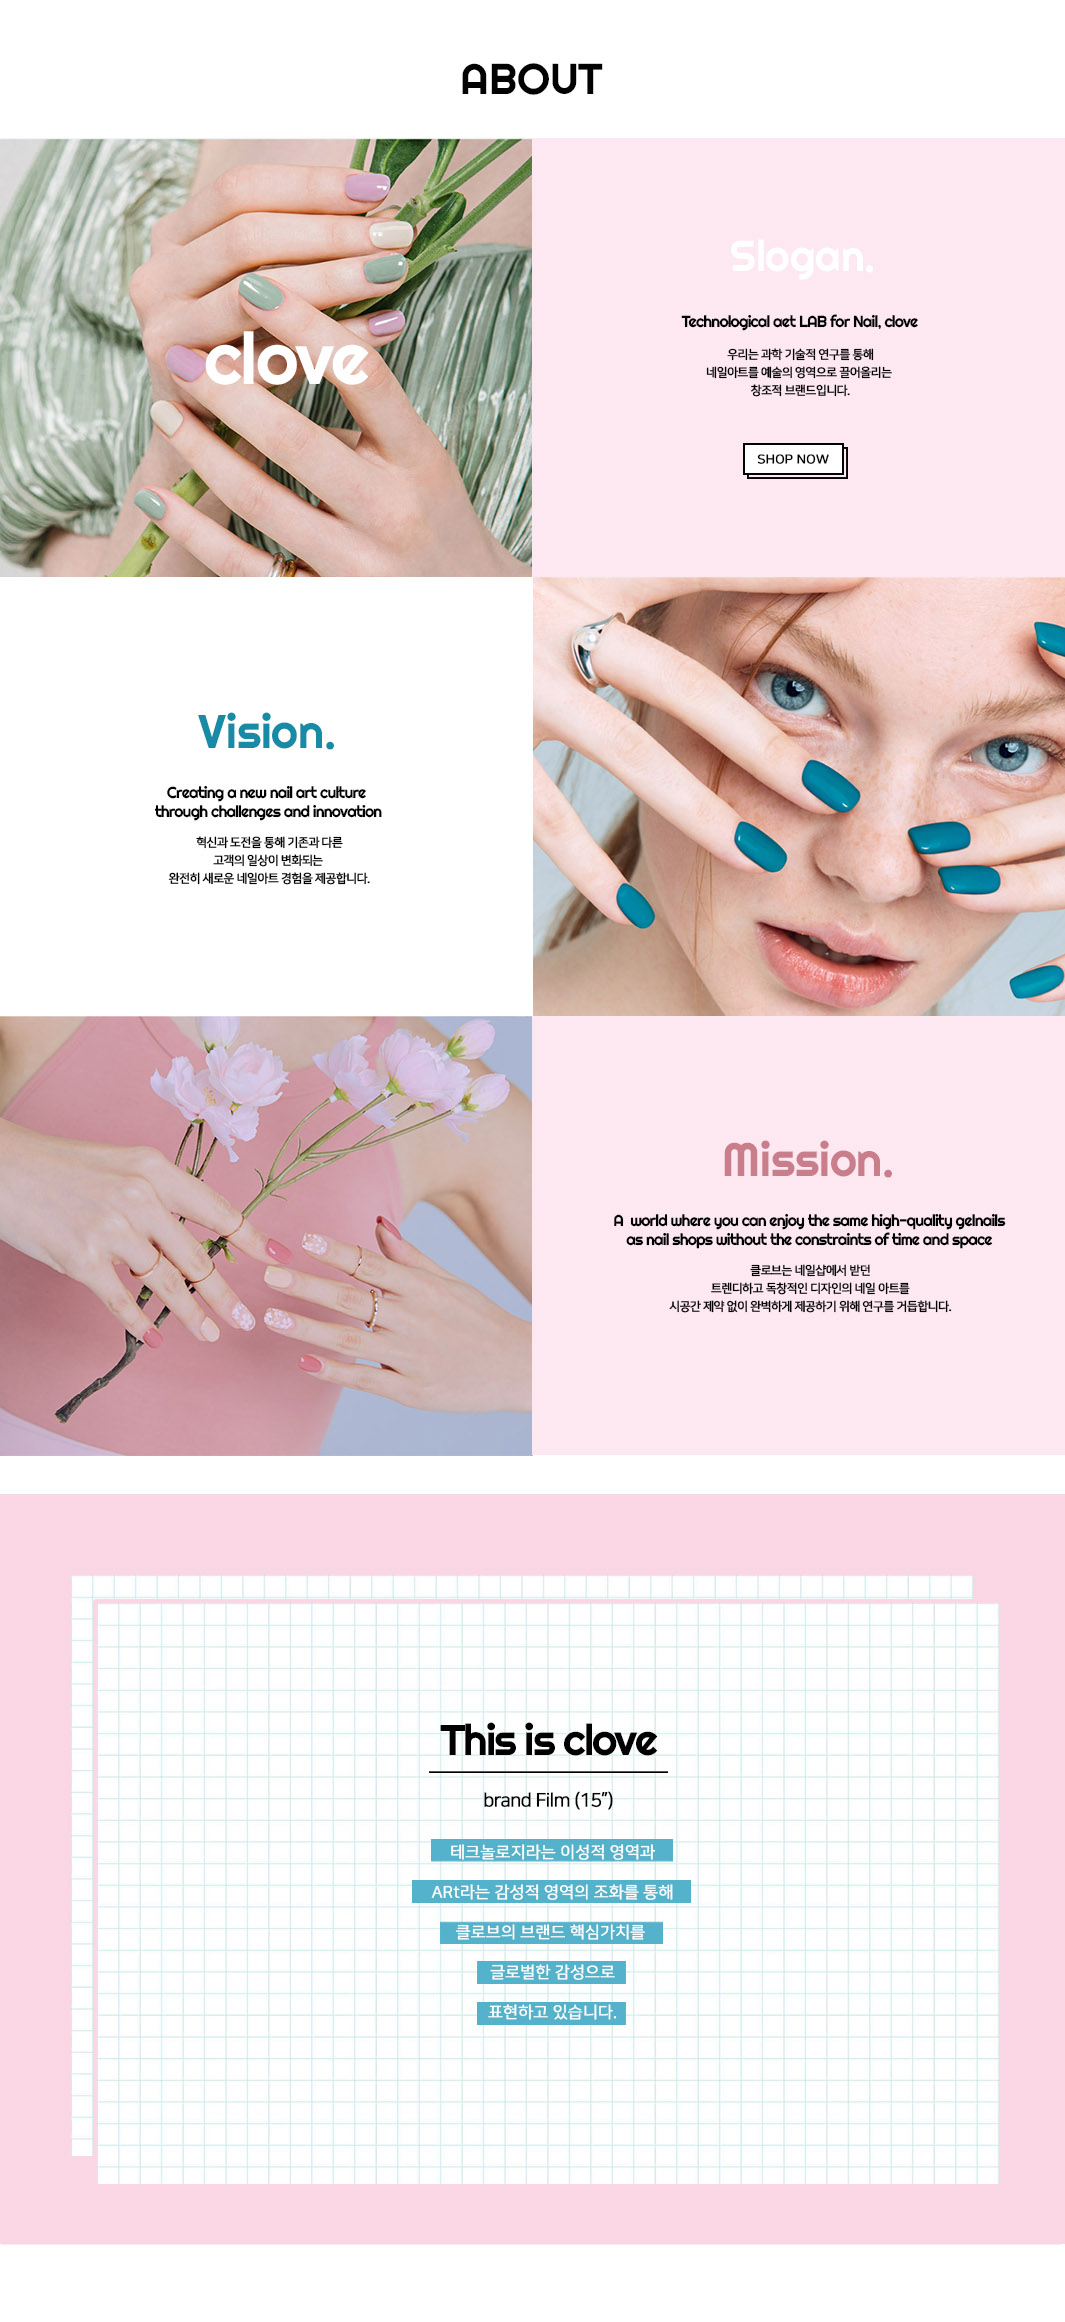 ABOUT
clove
Slogan.
Technological aet LAB for Nail, clove
우리는 과학 기술적 연구를 통해
네일아트를 예술의 영역으로 끌어올리는
창조적 브랜드입니다.
SHOP NOW
Vision.
Creating a new nail art culture
through challenges and innovation
혁신과 도전을 통해 기존과 다른
고객의 일상이 변화되는
완전히 새로운 네일아트 경험을 제공합니다.
Mission.
A world where you can enjoy the same high-quality gelnails
as nail shops without the constraints of time and space
클로브는 네일샵에서 받던
트렌디하고 독창적인 디자인의 네일 아트를
시공간 제약 없이 완벽하게 제공하기 위해 연구를 거듭합니다.
This is clove
brand Film (15")
테크놀로지라는 이성적 영역과
ARt라는 감성적 영역의 조화를 통해
클로브의 브랜드 핵심가치를
글로벌한 감성으로
표현하고 있습니다.